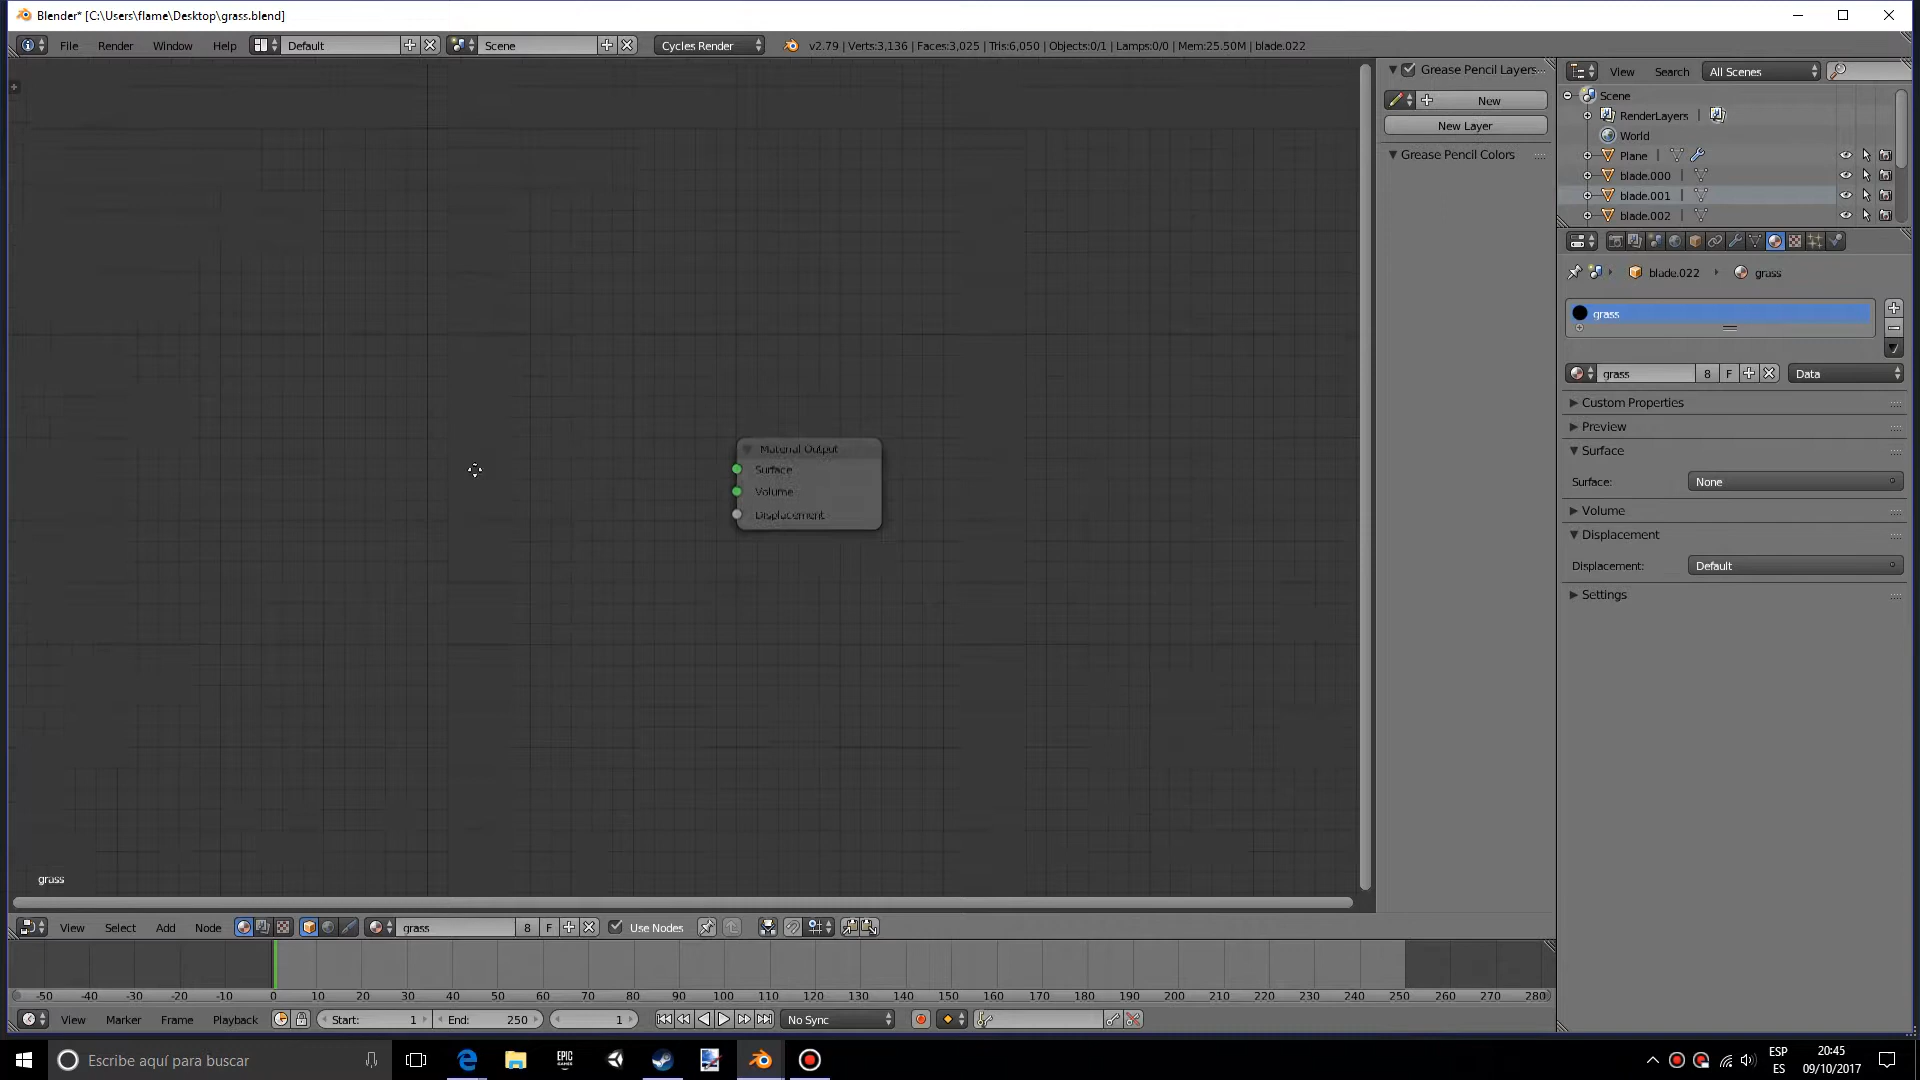 Blender* [C:\Users\flame\Desktop\grass.blend]
File Render Window Help Default Scene Cycles Render v2.79 | Verts:3,136 | Faces:3,025 | Tris:6,050 | Objects:0/1 | Lamps:0/0 | Mem:25.50M | blade.022
Grease Pencil Layers
New
New Layer
Grease Pencil Colors
View Search All Scenes
Scene
RenderLayers
World
Plane
blade.000
blade.001
blade.002
blade.022 grass
grass
grass 8 F Data
Custom Properties
Preview
Surface
Surface: None
Volume
Displacement
Displacement: Default
Settings
Material Output
Surface
Volume
Displacement
grass
View Select Add Node grass 8 F Use Nodes
-50 -40 -30 -20 -10 0 10 20 30 40 50 60 70 80 90 100 110 120 130 140 150 160 170 180 190 200 210 220 230 240 250 260 270 280
View Marker Frame Playback Start: 1 End: 250 1 No Sync
Escribe aquí para buscar
EPIC GAMES
ESP
ES
20:45
09/10/2017